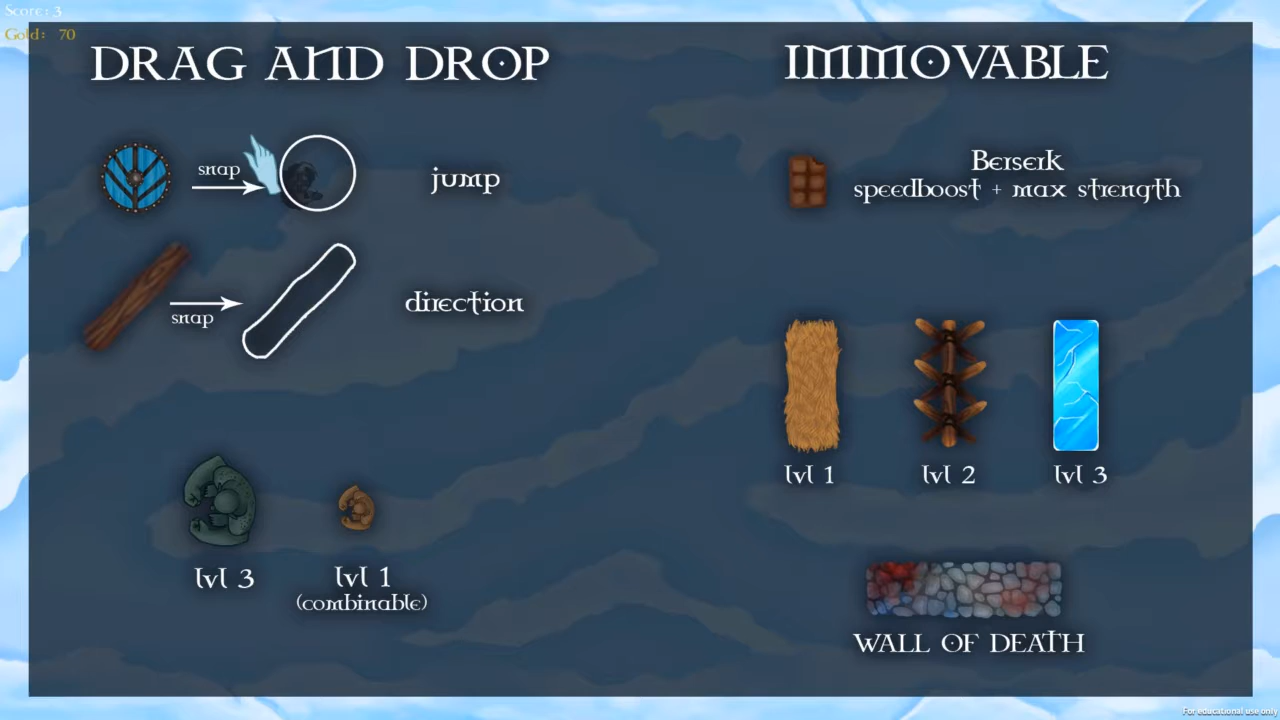 Score: 3
Gold: 70
DRAG AND DROP
snap
jump
snap
direction
lvl 3
lvl 1
(combinable)
IMMOVABLE
Berserk
speedboost + max strength
lvl 1
lvl 2
lvl 3
WALL OF DEATH
For educational use only